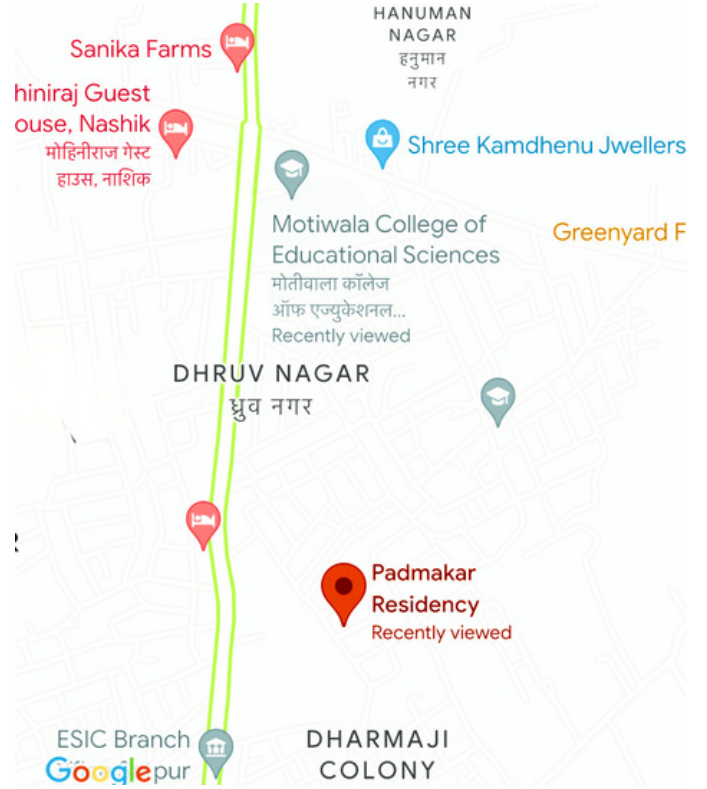 HANUMAN
NAGAR
हनुमान
नगर
Sanika Farms
hiniraj Guest
ouse, Nashik
मोहिनीराज गेस्ट
हाउस, नाशिक
Shree Kamdhenu Jwellers
Motiwala College of
Educational Sciences
मोतीवाला कॉलेज
ऑफ एज्युकेशनल...
Recently viewed
Greenyard F
DHRUV NAGAR
ध्रुव नगर
R
Padmakar
Residency
Recently viewed
ESIC Branch
pur
Google
DHARMAJI
COLONY